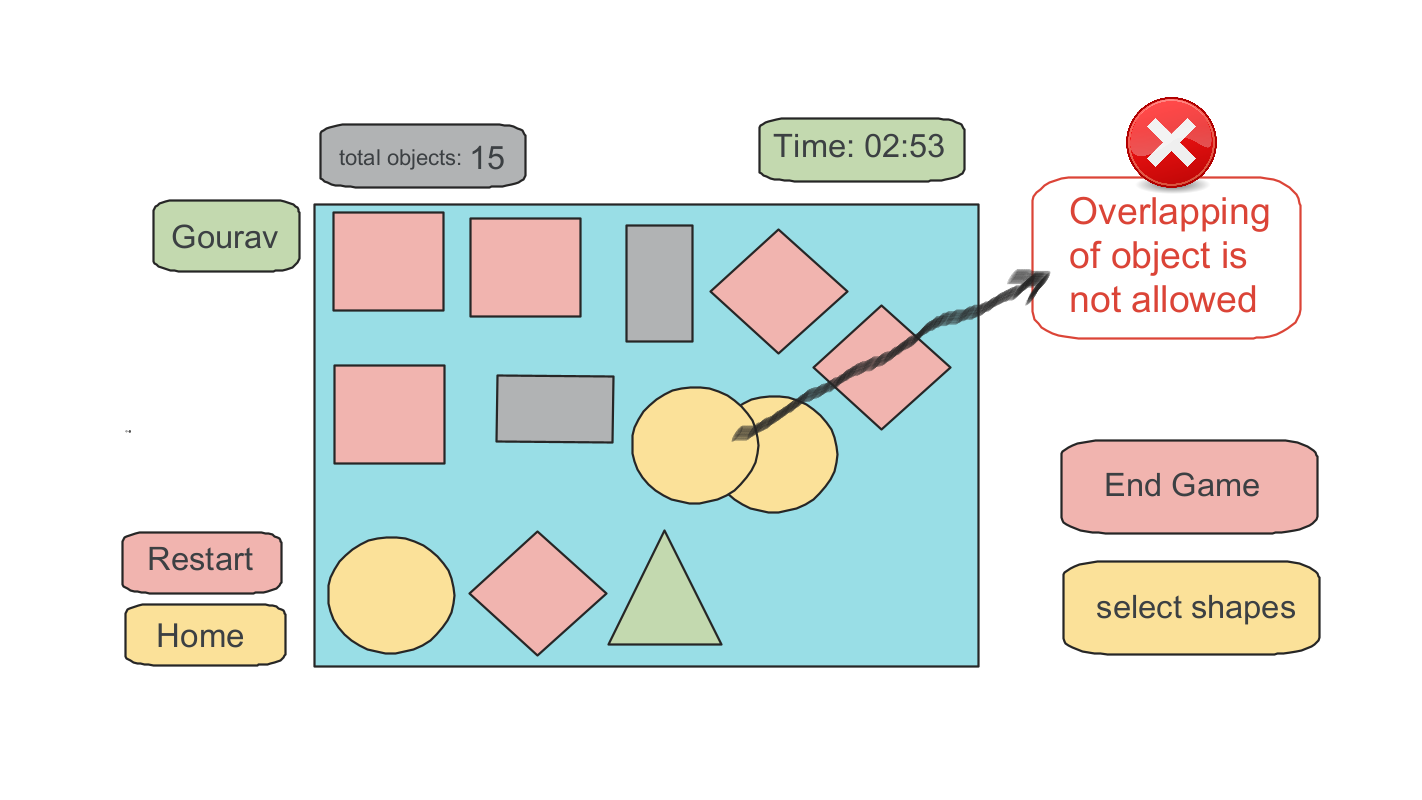 total objects: 15
Time: 02:53
Gourav
Overlapping
of object is
not allowed
End Game
Restart
select shapes
Home